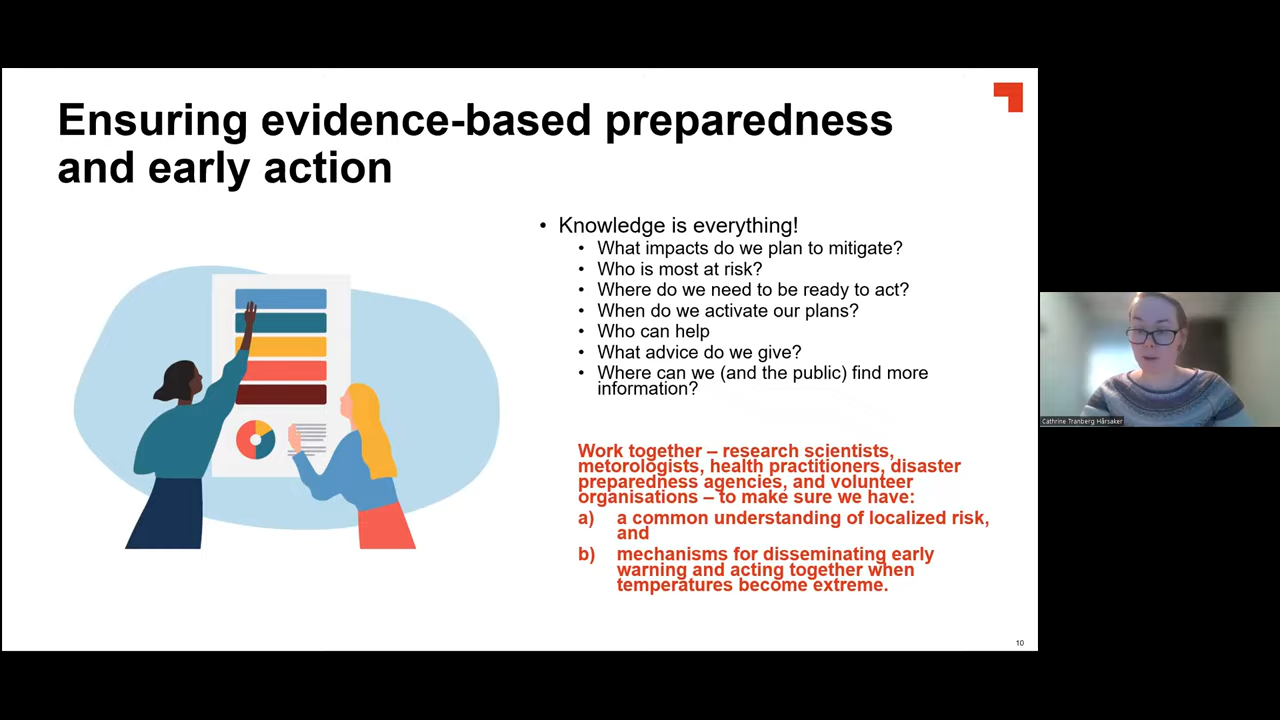 Ensuring evidence-based preparedness
and early action
• Knowledge is everything!
• What impacts do we plan to mitigate?
• Who is most at risk?
• Where do we need to be ready to act?
• When do we activate our plans?
• Who can help
• What advice do we give?
• Where can we (and the public) find more
information?
Work together – research scientists,
metorologists, health practitioners, disaster
preparedness agencies, and volunteer
organisations – to make sure we have:
a) a common understanding of localized risk,
and
b) mechanisms for disseminating early
warning and acting together when
temperatures become extreme.
10
Cathrine Tranberg Hårsaker